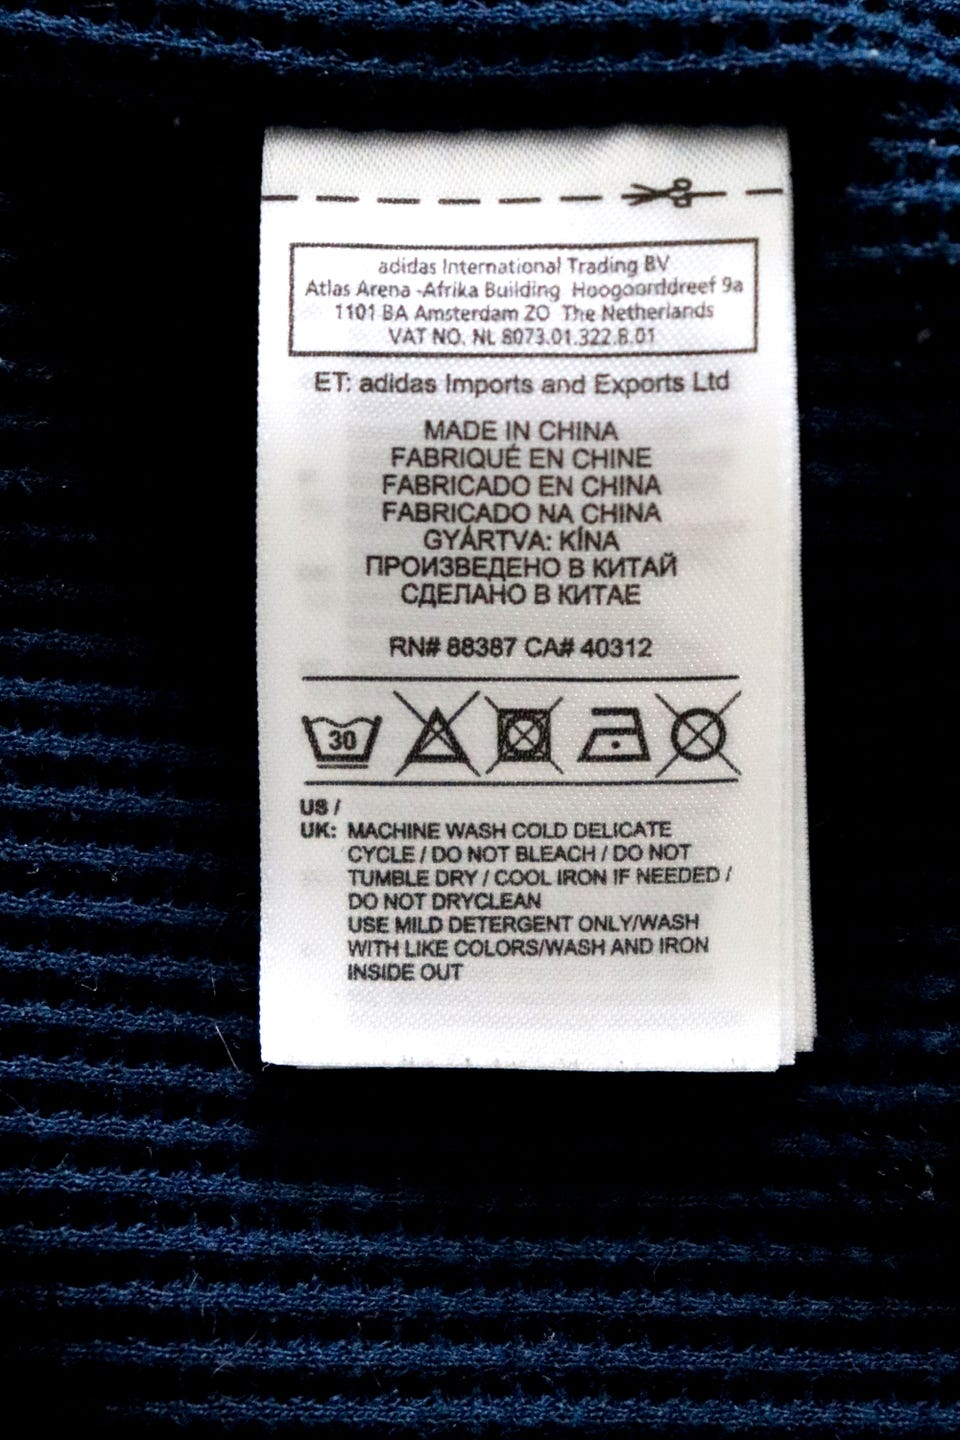 adidas International Trading BV
Atlas Arena -Afrika Building Hoogoorddreef 9a
1101 BA Amsterdam ZO The Netherlands
VAT NO. NL 8073.01.322.B.01
ET: adidas Imports and Exports Ltd
MADE IN CHINA
FABRIQUÉ EN CHINE
FABRICADO EN CHINA
FABRICADO NA CHINA
GYÁRTVA: KÍNA
ПРОИЗВЕДЕНО В КИТАЙ
СДЕЛАНО В КИТАЕ
RN# 88387 CA# 40312
30
US /
UK: MACHINE WASH COLD DELICATE
CYCLE / DO NOT BLEACH / DO NOT
TUMBLE DRY / COOL IRON IF NEEDED /
DO NOT DRYCLEAN
USE MILD DETERGENT ONLY/WASH
WITH LIKE COLORS/WASH AND IRON
INSIDE OUT